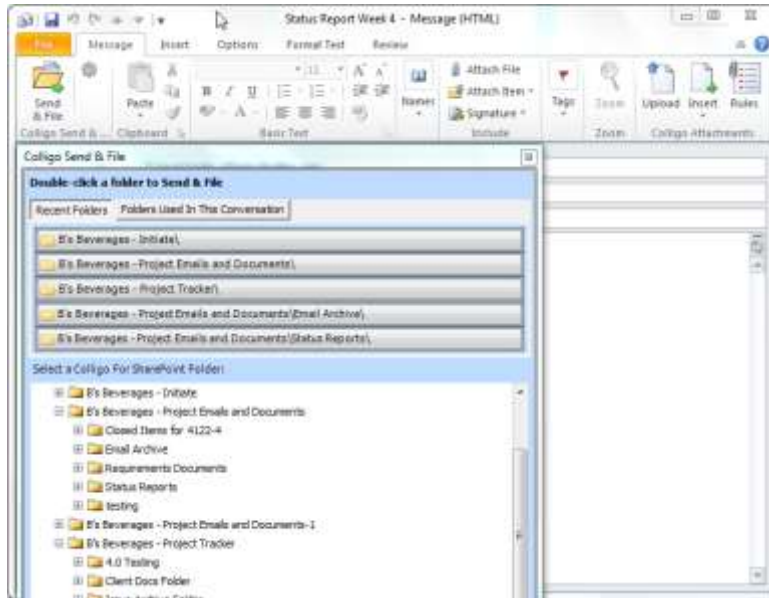 Status Report Week 4 - Message (HTML)
File Message Insert Options Format Text Review
Send & File
Paste
Names
Attach File
Attach Item
Signature
Tags
Zoom
Upload Insert Rules
Colligo Send & ... Clipboard Basic Text Include Zoom Colligo Attachments
Colligo Send & File
Double-click a folder to Send & File
Recent Folders Folders Used In This Conversation
B's Beverages - Initiate\
B's Beverages - Project Emails and Documents\
B's Beverages - Project Tracker\
B's Beverages - Project Emails and Documents\Email Archive\
B's Beverages - Project Emails and Documents\Status Reports\
Select a Colligo For SharePoint Folder:
B's Beverages - Initiate
B's Beverages - Project Emails and Documents
Closed Items for 4122-4
Email Archive
Requirements Documents
Status Reports
testing
B's Beverages - Project Emails and Documents-1
B's Beverages - Project Tracker
4.0 Testing
Client Docs Folder